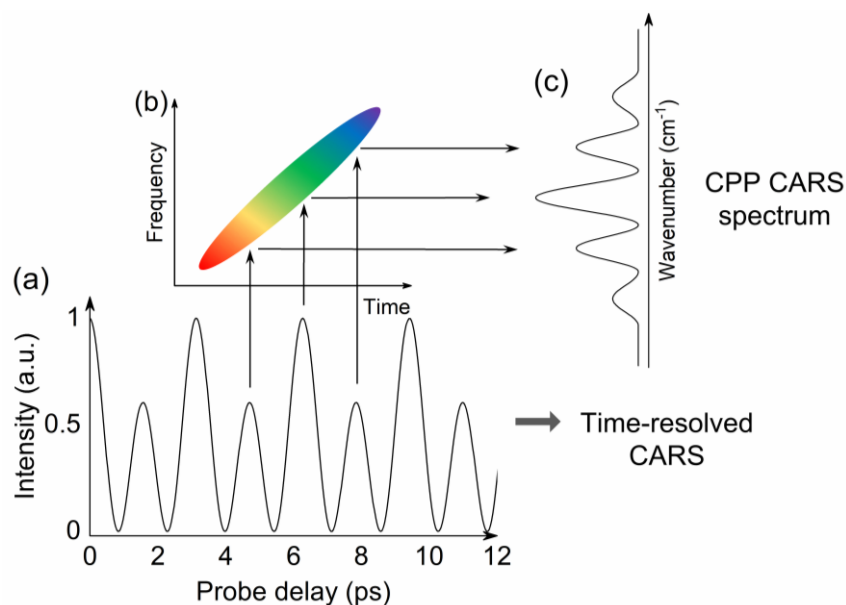 (b)
Frequency
Time
(c)
Wavenumber (cm⁻¹)
CPP CARS
spectrum
(a)
Intensity (a.u.)
1
0.5
0
0 2 4 6 8 10 12
Probe delay (ps)
Time-resolved
CARS